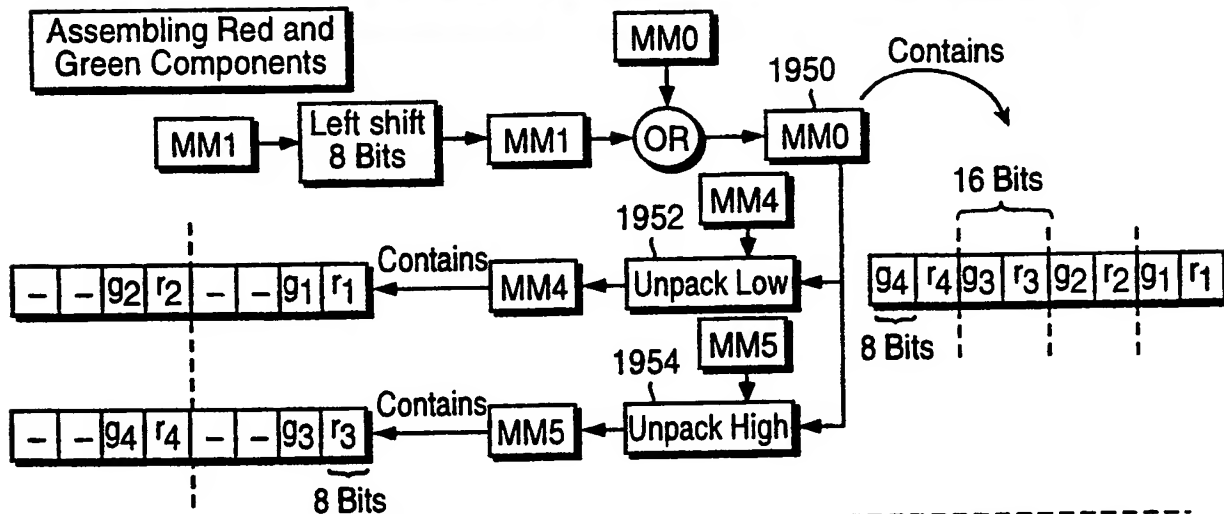 Assembling Red and
Green Components
MM0
1950
Contains
MM1
Left shift
8 Bits
MM1
OR
MM0
16 Bits
1952
MM4
– – g2 r2 – – g1 r1
Contains
MM4
Unpack Low
g4 r4 g3 r3 g2 r2 g1 r1
8 Bits
1954
MM5
– – g4 r4 – – g3 r3
Contains
MM5
Unpack High
8 Bits